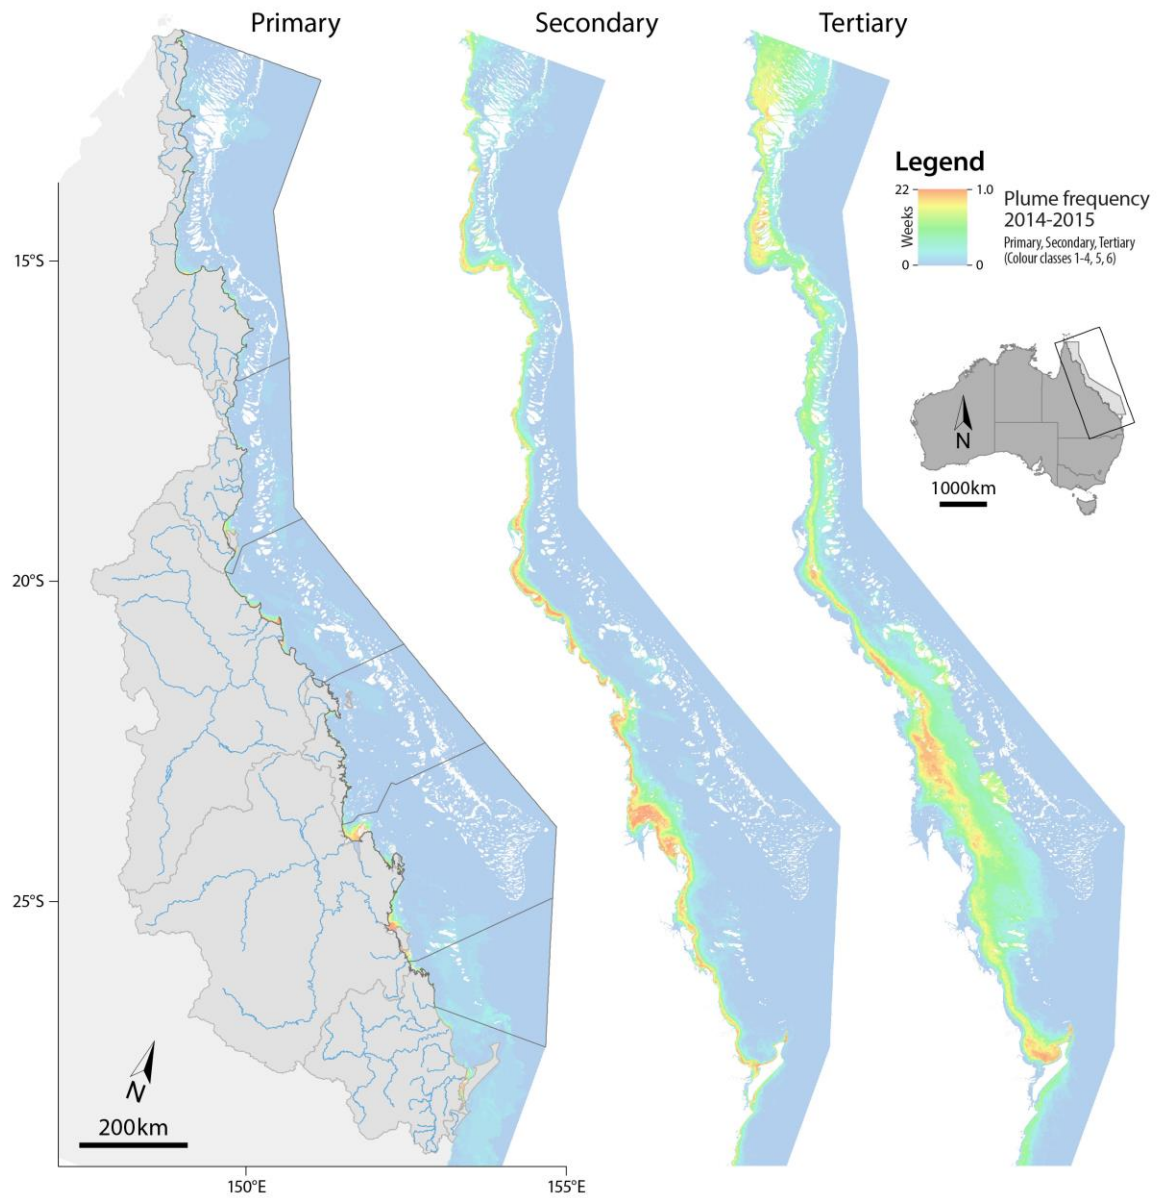 Primary
Secondary
Tertiary
Legend
22
1.0
Weeks
0
0
Plume frequency
2014-2015
Primary, Secondary, Tertiary
(Colour classes 1-4, 5, 6)
15°S
N
1000km
20°S
25°S
N
200km
150°E
155°E